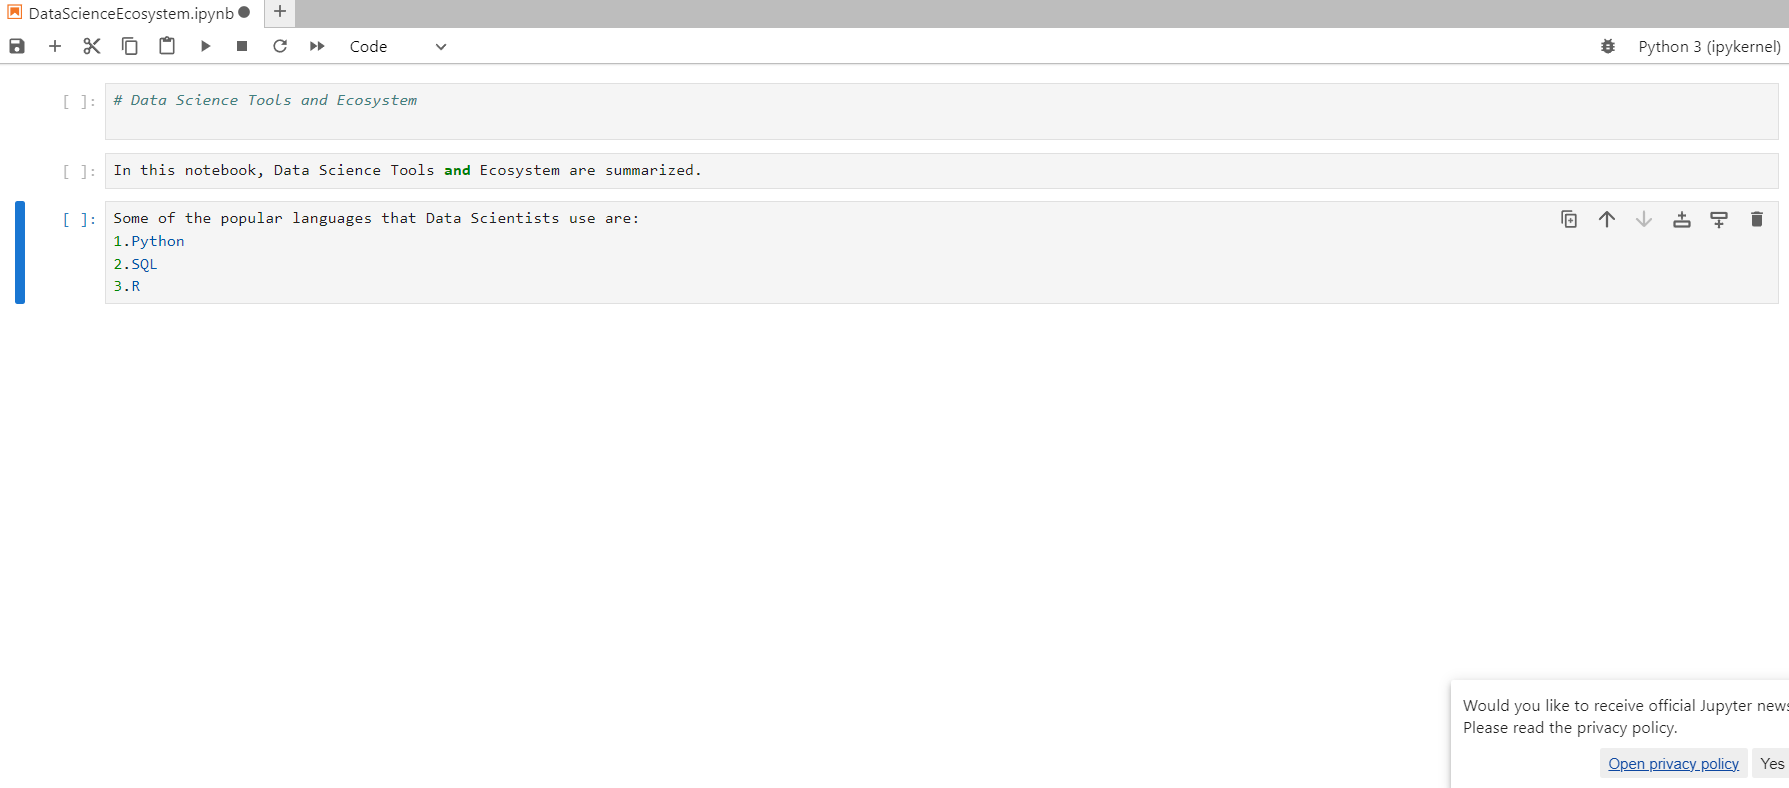 DataScienceEcosystem.ipynb
Code
Python 3 (ipykernel)
[ ]: # Data Science Tools and Ecosystem
[ ]: In this notebook, Data Science Tools and Ecosystem are summarized.
[ ]: Some of the popular languages that Data Scientists use are:
1.Python
2.SQL
3.R
Would you like to receive official Jupyter news
Please read the privacy policy.
Open privacy policy Yes